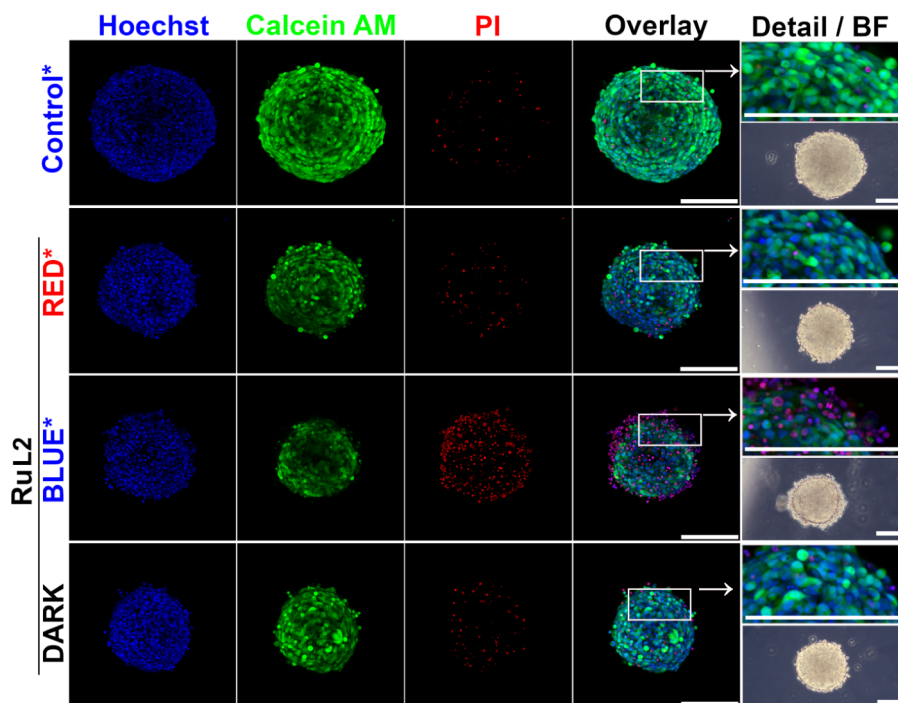 Hoechst Calcein AM PI Overlay Detail / BF
Control*
RuL2
RED*
BLUE*
DARK